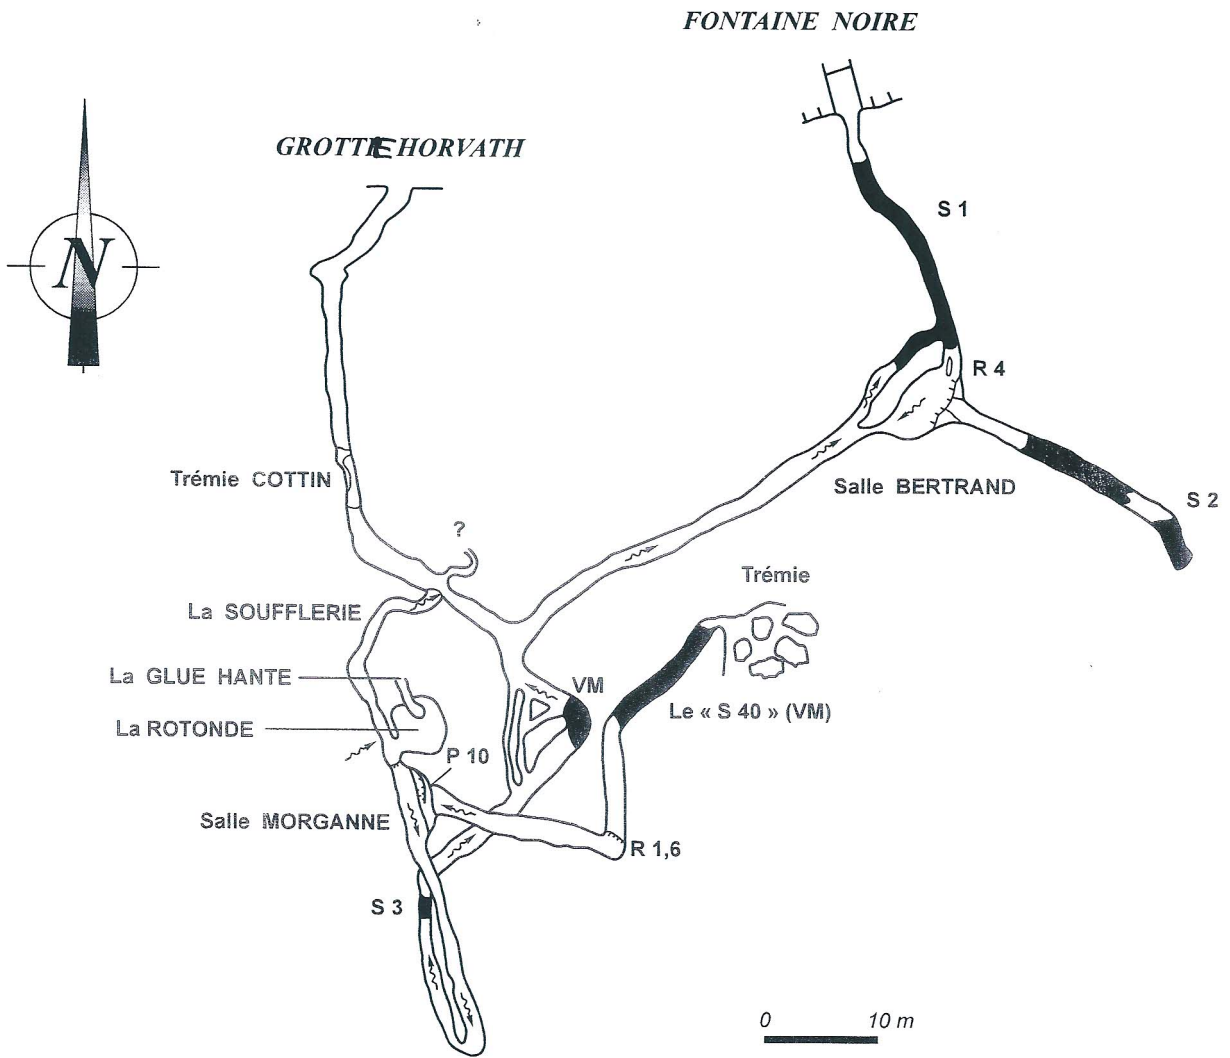 FONTAINE NOIRE
GROTTE HORVATH
N
S 1
R 4
Trémie COTTIN
Salle BERTRAND
S 2
?
Trémie
La SOUFFLERIE
La GLUE HANTE
VM
Le « S 40 » (VM)
La ROTONDE
P 10
Salle MORGANNE
R 1,6
S 3
0 10 m